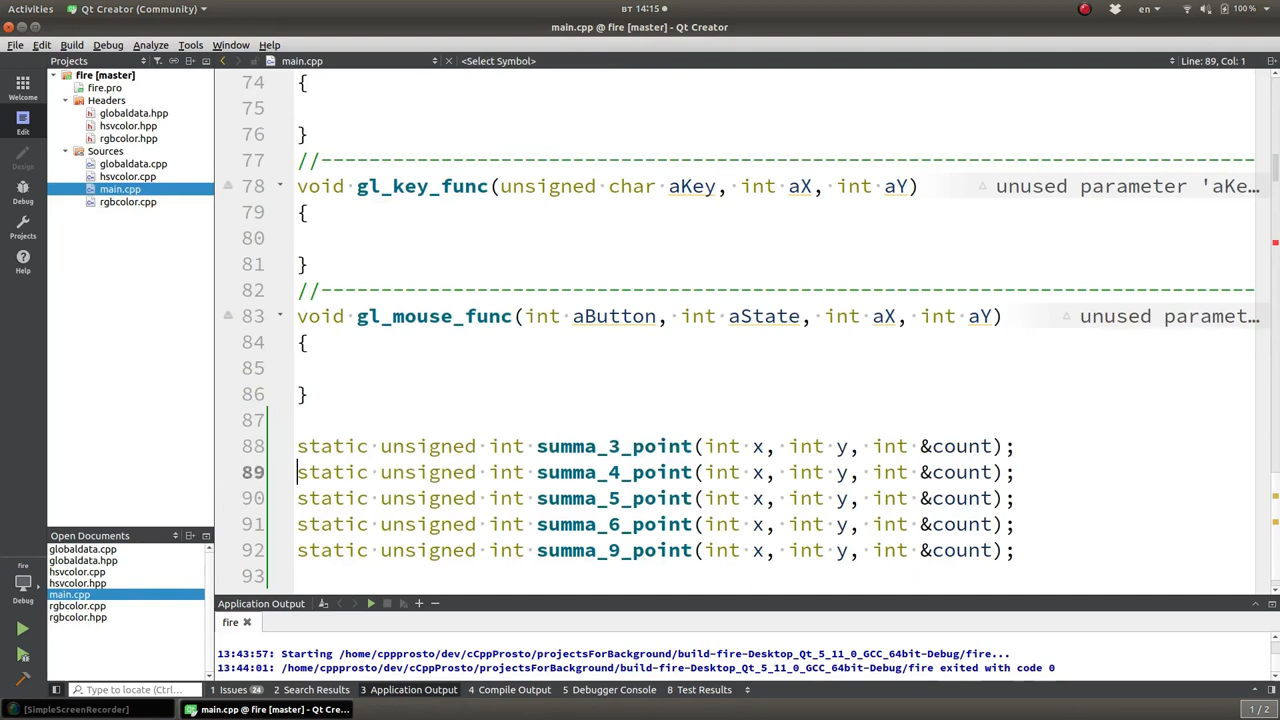 Activities Qt Creator (Community) ВТ 14:15 en 100 %
main.cpp @ fire [master] - Qt Creator
File Edit Build Debug Analyze Tools Window Help
Projects main.cpp <Select Symbol> Line: 89, Col: 1
Welcome
Edit
Design
Debug
Projects
Help
fire
Debug
fire [master]
fire.pro
Headers
globaldata.hpp
hsvcolor.hpp
rgbcolor.hpp
Sources
globaldata.cpp
hsvcolor.cpp
main.cpp
rgbcolor.cpp
Open Documents
globaldata.cpp
globaldata.hpp
hsvcolor.cpp
hsvcolor.hpp
main.cpp
rgbcolor.cpp
rgbcolor.hpp
74 {
75
76 }
77 //------------------------------------------------------------------------------
78 void gl_key_func(unsigned char aKey, int aX, int aY) unused parameter 'aKe...
79 {
80
81 }
82 //------------------------------------------------------------------------------
83 void gl_mouse_func(int aButton, int aState, int aX, int aY) unused paramet...
84 {
85
86 }
87
88 static unsigned int summa_3_point(int x, int y, int &count);
89 static unsigned int summa_4_point(int x, int y, int &count);
90 static unsigned int summa_5_point(int x, int y, int &count);
91 static unsigned int summa_6_point(int x, int y, int &count);
92 static unsigned int summa_9_point(int x, int y, int &count);
93
Application Output
fire
13:43:57: Starting /home/cppprosto/dev/cCppProsto/projectsForBackground/build-fire-Desktop_Qt_5_11_0_GCC_64bit-Debug/fire...
13:44:01: /home/cppprosto/dev/cCppProsto/projectsForBackground/build-fire-Desktop_Qt_5_11_0_GCC_64bit-Debug/fire exited with code 0
Type to locate (Ctrl... 1 Issues 24 2 Search Results 3 Application Output 4 Compile Output 5 Debugger Console 8 Test Results
[SimpleScreenRecorder] main.cpp @ fire [master] - Qt Cre... 1 / 2